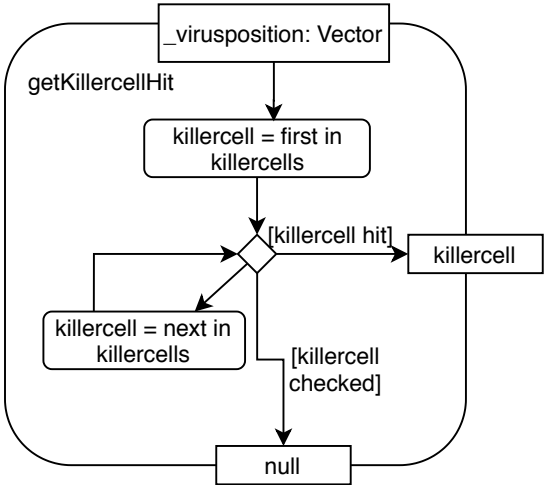 _virusposition: Vector
getKillercellHit
killercell = first in
killercells
[killercell hit]
killercell
killercell = next in
killercells
[killercell
checked]
null